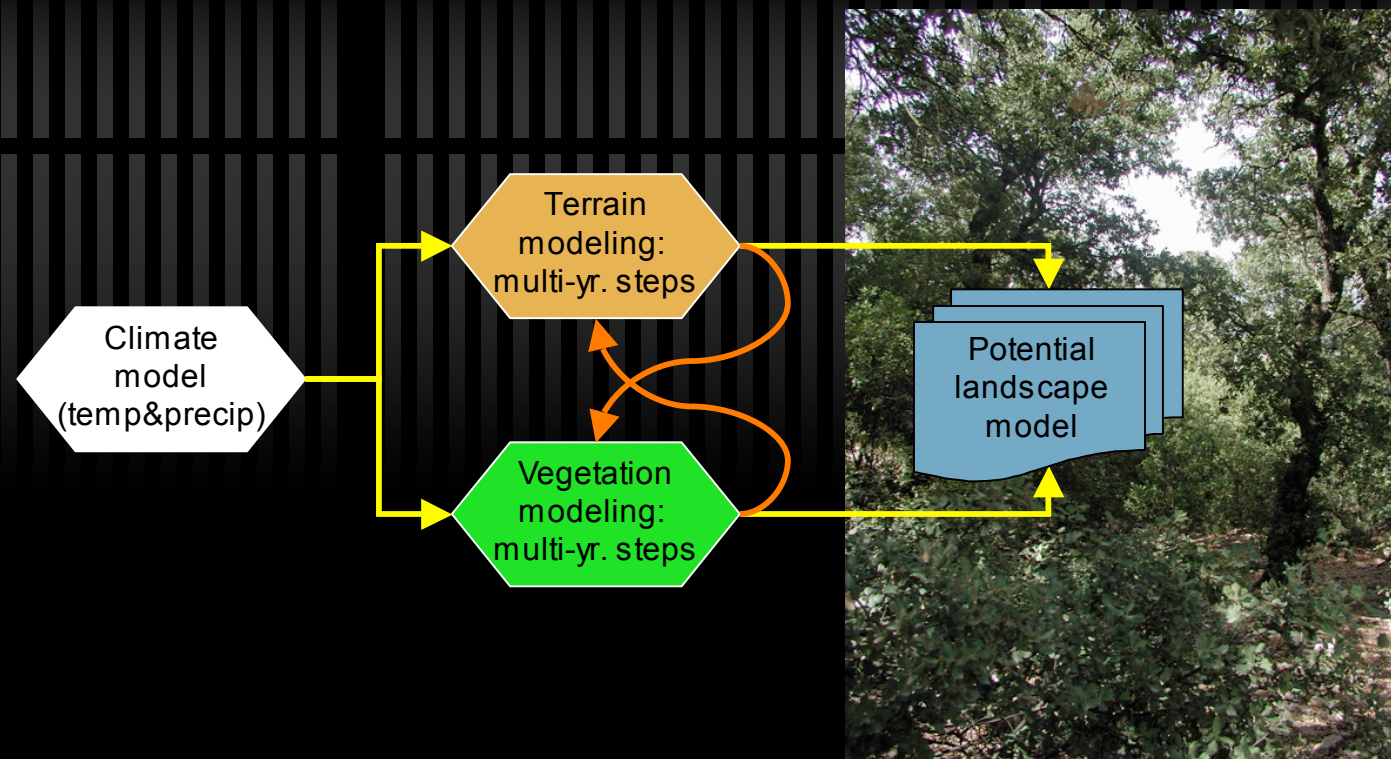 Climate
model
(temp&precip)
Terrain
modeling:
multi-yr. steps
Vegetation
modeling:
multi-yr. steps
Potential
landscape
model